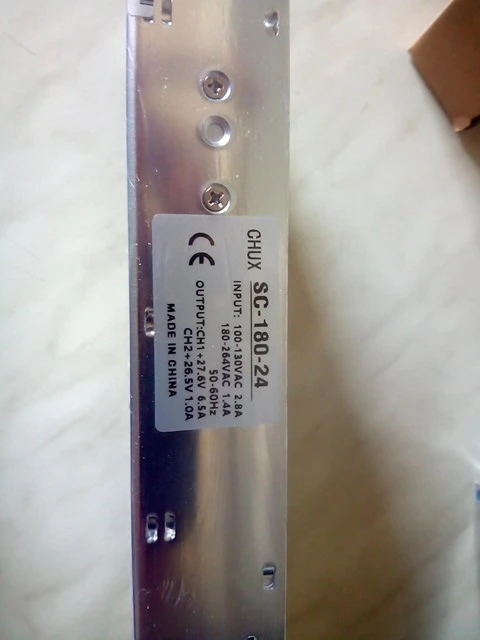 CHUX SC-180-24
INPUT: 100-130VAC 2.8A
180-264VAC 1.4A
50-60Hz
OUTPUT:CH1+27.6V 6.5A
CH2+26.5V 1.0A
CE
MADE IN CHINA